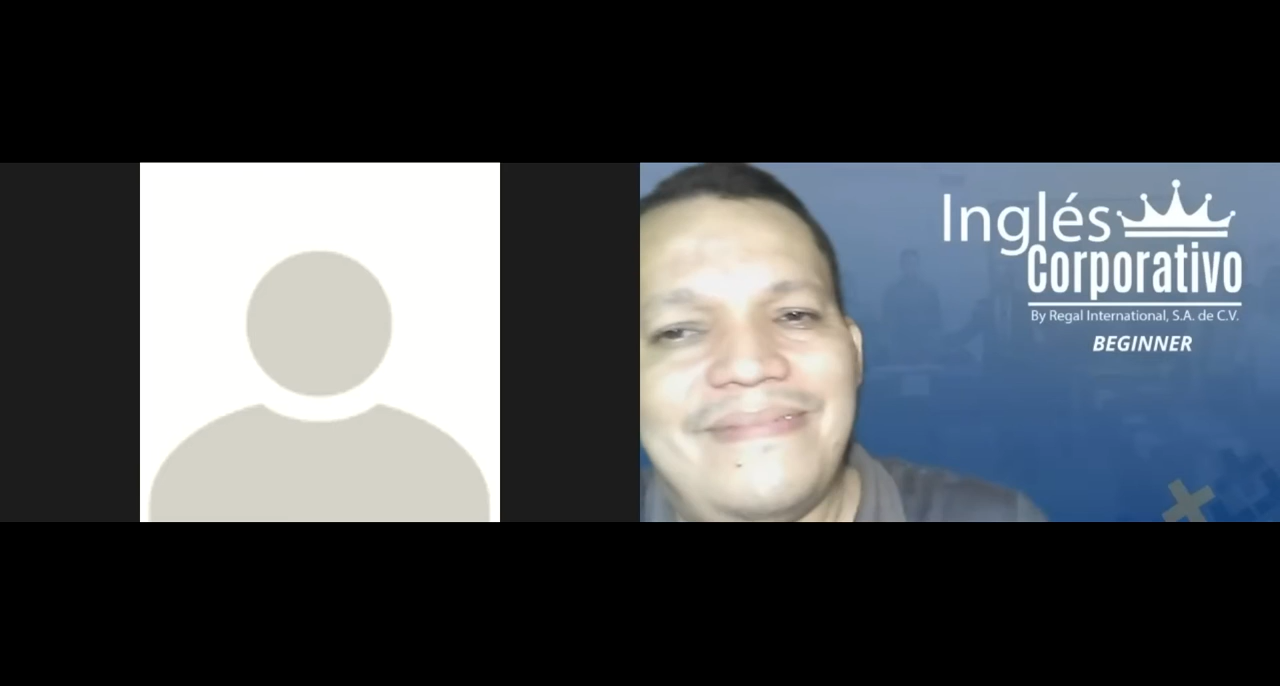 Inglés
Corporativo
By Regal International, S.A. de C.V.
BEGINNER